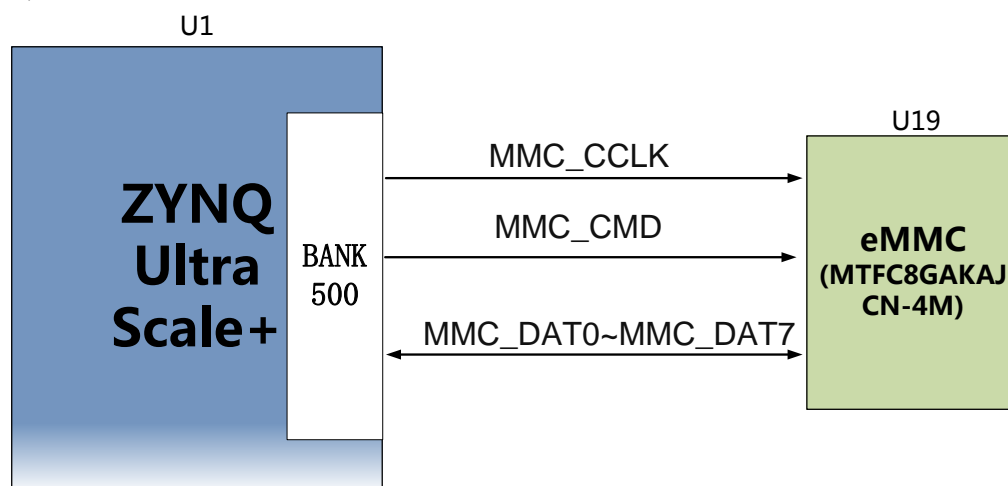 U1
ZYNQ
Ultra
Scale+
BANK
500
MMC_CCLK
MMC_CMD
MMC_DAT0~MMC_DAT7
U19
eMMC
(MTFC8GAKAJ
CN-4M)